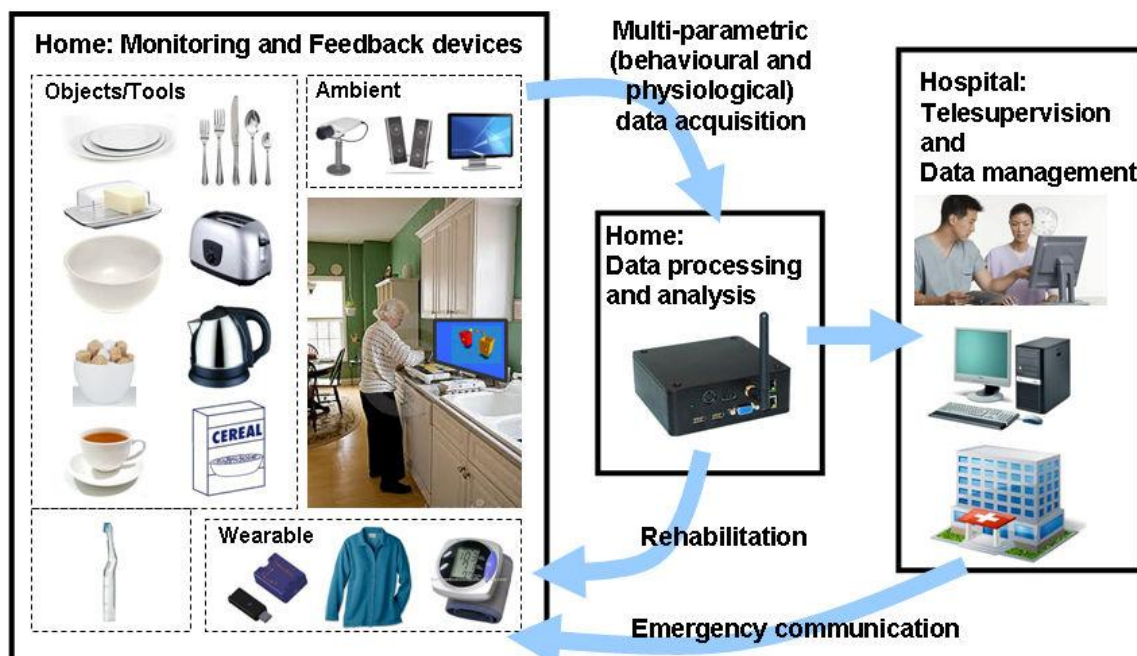 Home: Monitoring and Feedback devices
Objects/Tools
Ambient
CEREAL
Wearable
Multi-parametric
(behavioural and
physiological)
data acquisition
Home:
Data processing
and analysis
Rehabilitation
Emergency communication
Hospital:
Telesupervision
and
Data management